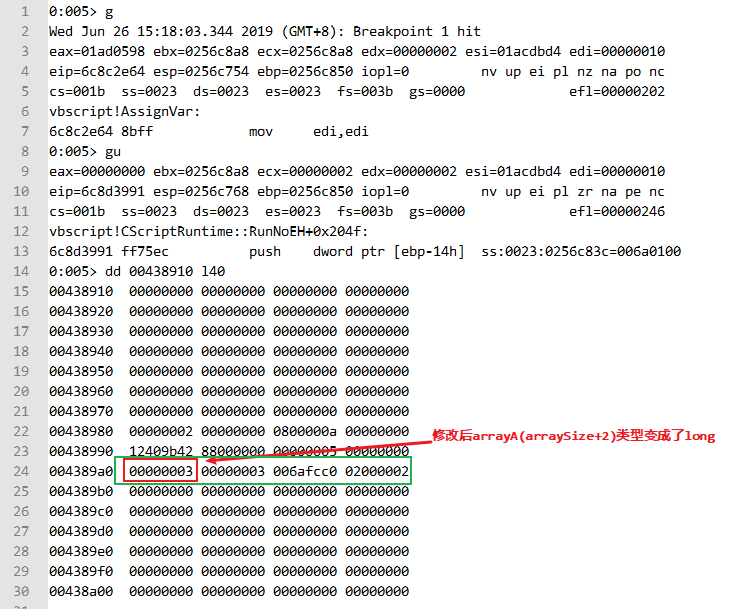 1 0:005> g
2 Wed Jun 26 15:18:03.344 2019 (GMT+8): Breakpoint 1 hit
3 eax=01ad0598 ebx=0256c8a8 ecx=0256c8a8 edx=00000002 esi=01acdbd4 edi=00000010
4 eip=6c8c2e64 esp=0256c754 ebp=0256c850 iopl=0 nv up ei pl nz na po nc
5 cs=001b ss=0023 ds=0023 es=0023 fs=003b gs=0000 efl=00000202
6 vbscript!AssignVar:
7 6c8c2e64 8bff mov edi,edi
8 0:005> gu
9 eax=00000000 ebx=0256c8a8 ecx=00000002 edx=00000002 esi=01acdbd4 edi=00000010
10 eip=6c8d3991 esp=0256c768 ebp=0256c850 iopl=0 nv up ei pl zr na pe nc
11 cs=001b ss=0023 ds=0023 es=0023 fs=003b gs=0000 efl=00000246
12 vbscript!CScriptRuntime::RunNoEH+0x204f:
13 6c8d3991 ff75ec push dword ptr [ebp-14h] ss:0023:0256c83c=006a0100
14 0:005> dd 00438910 l40
15 00438910 00000000 00000000 00000000 00000000
16 00438920 00000000 00000000 00000000 00000000
17 00438930 00000000 00000000 00000000 00000000
18 00438940 00000000 00000000 00000000 00000000
19 00438950 00000000 00000000 00000000 00000000
20 00438960 00000000 00000000 00000000 00000000
21 00438970 00000000 00000000 00000000 00000000
22 00438980 00000002 00000000 0800000a 00000000
修改后arrayA(arraySize+2)类型变成了long
23 00438990 12409b42 88000000 00000005 00000000
24 004389a0 00000003 00000003 006afcc0 02000002
25 004389b0 00000000 00000000 00000000 00000000
26 004389c0 00000000 00000000 00000000 00000000
27 004389d0 00000000 00000000 00000000 00000000
28 004389e0 00000000 00000000 00000000 00000000
29 004389f0 00000000 00000000 00000000 00000000
30 00438a00 00000000 00000000 00000000 00000000